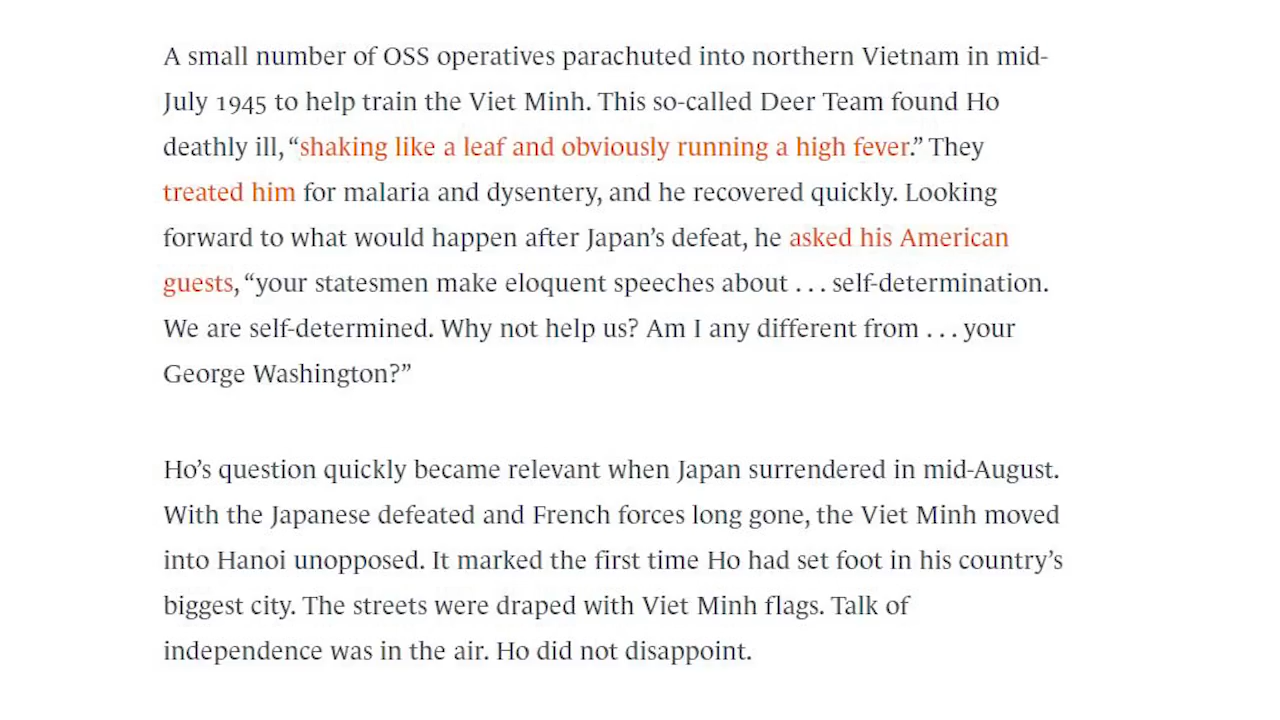 A small number of OSS operatives parachuted into northern Vietnam in mid-
July 1945 to help train the Viet Minh. This so-called Deer Team found Ho
deathly ill, “shaking like a leaf and obviously running a high fever.” They
treated him for malaria and dysentery, and he recovered quickly. Looking
forward to what would happen after Japan’s defeat, he asked his American
guests, “your statesmen make eloquent speeches about . . . self-determination.
We are self-determined. Why not help us? Am I any different from . . . your
George Washington?”
Ho’s question quickly became relevant when Japan surrendered in mid-August.
With the Japanese defeated and French forces long gone, the Viet Minh moved
into Hanoi unopposed. It marked the first time Ho had set foot in his country’s
biggest city. The streets were draped with Viet Minh flags. Talk of
independence was in the air. Ho did not disappoint.